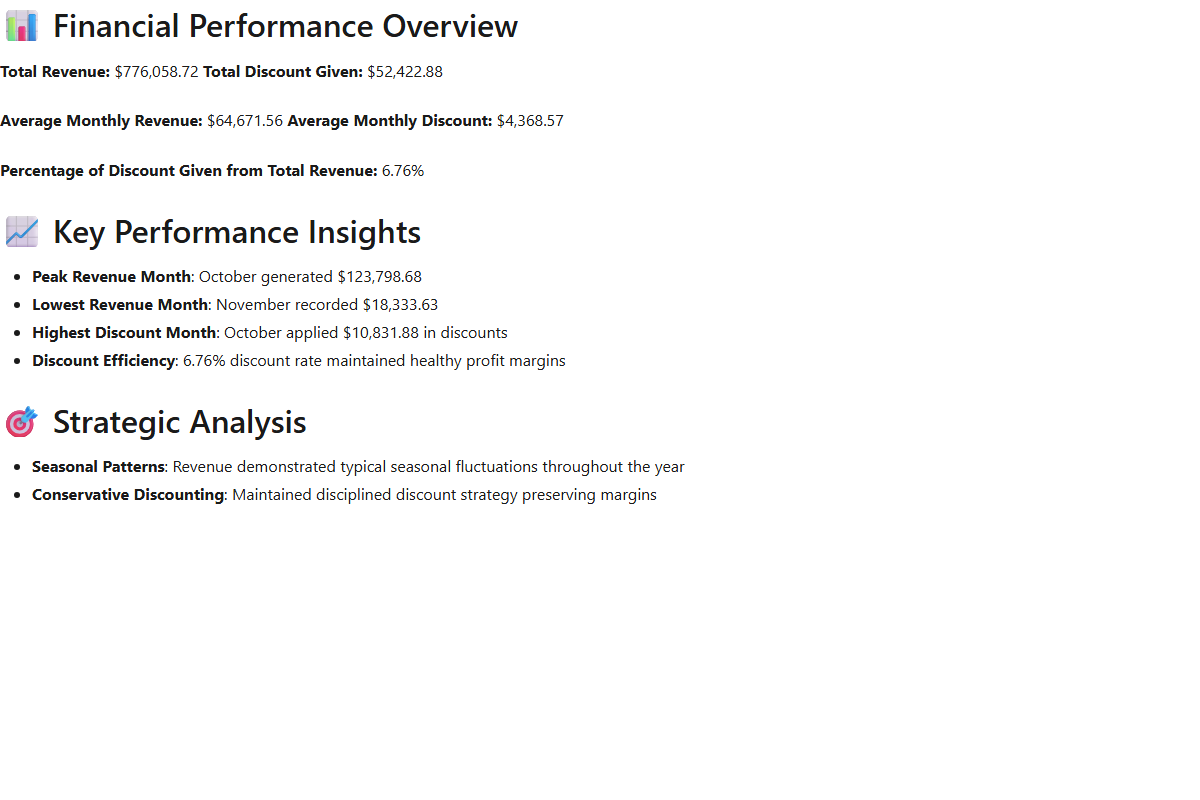 Financial Performance Overview
Total Revenue: $776,058.72 Total Discount Given: $52,422.88
Average Monthly Revenue: $64,671.56 Average Monthly Discount: $4,368.57
Percentage of Discount Given from Total Revenue: 6.76%
Key Performance Insights
Peak Revenue Month: October generated $123,798.68
Lowest Revenue Month: November recorded $18,333.63
Highest Discount Month: October applied $10,831.88 in discounts
Discount Efficiency: 6.76% discount rate maintained healthy profit margins
Strategic Analysis
Seasonal Patterns: Revenue demonstrated typical seasonal fluctuations throughout the year
Conservative Discounting: Maintained disciplined discount strategy preserving margins